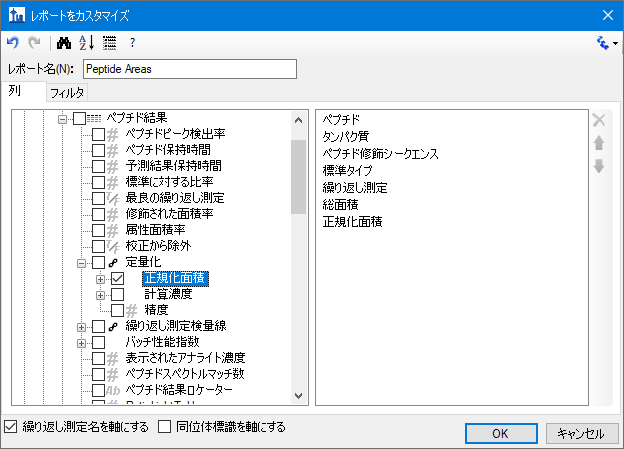 レポートをカスタマイズ
レポート名(N): Peptide Areas
列 フィルタ
ペプチド結果
ペプチドピーク検出率
ペプチド保持時間
予測結果保持時間
標準に対する比率
最良の繰り返し測定
修飾された面積率
属性面積率
校正から除外
定量化
正規化面積
計算濃度
精度
繰り返し測定検量線
バッチ性能指数
表示されたアナライト濃度
ペプチドスペクトルマッチ数
ペプチド結果ロケーター
ペプチド
タンパク質
ペプチド修飾シークエンス
標準タイプ
繰り返し測定
総面積
正規化面積
繰り返し測定名を軸にする 同位体標識を軸にする
OK キャンセル